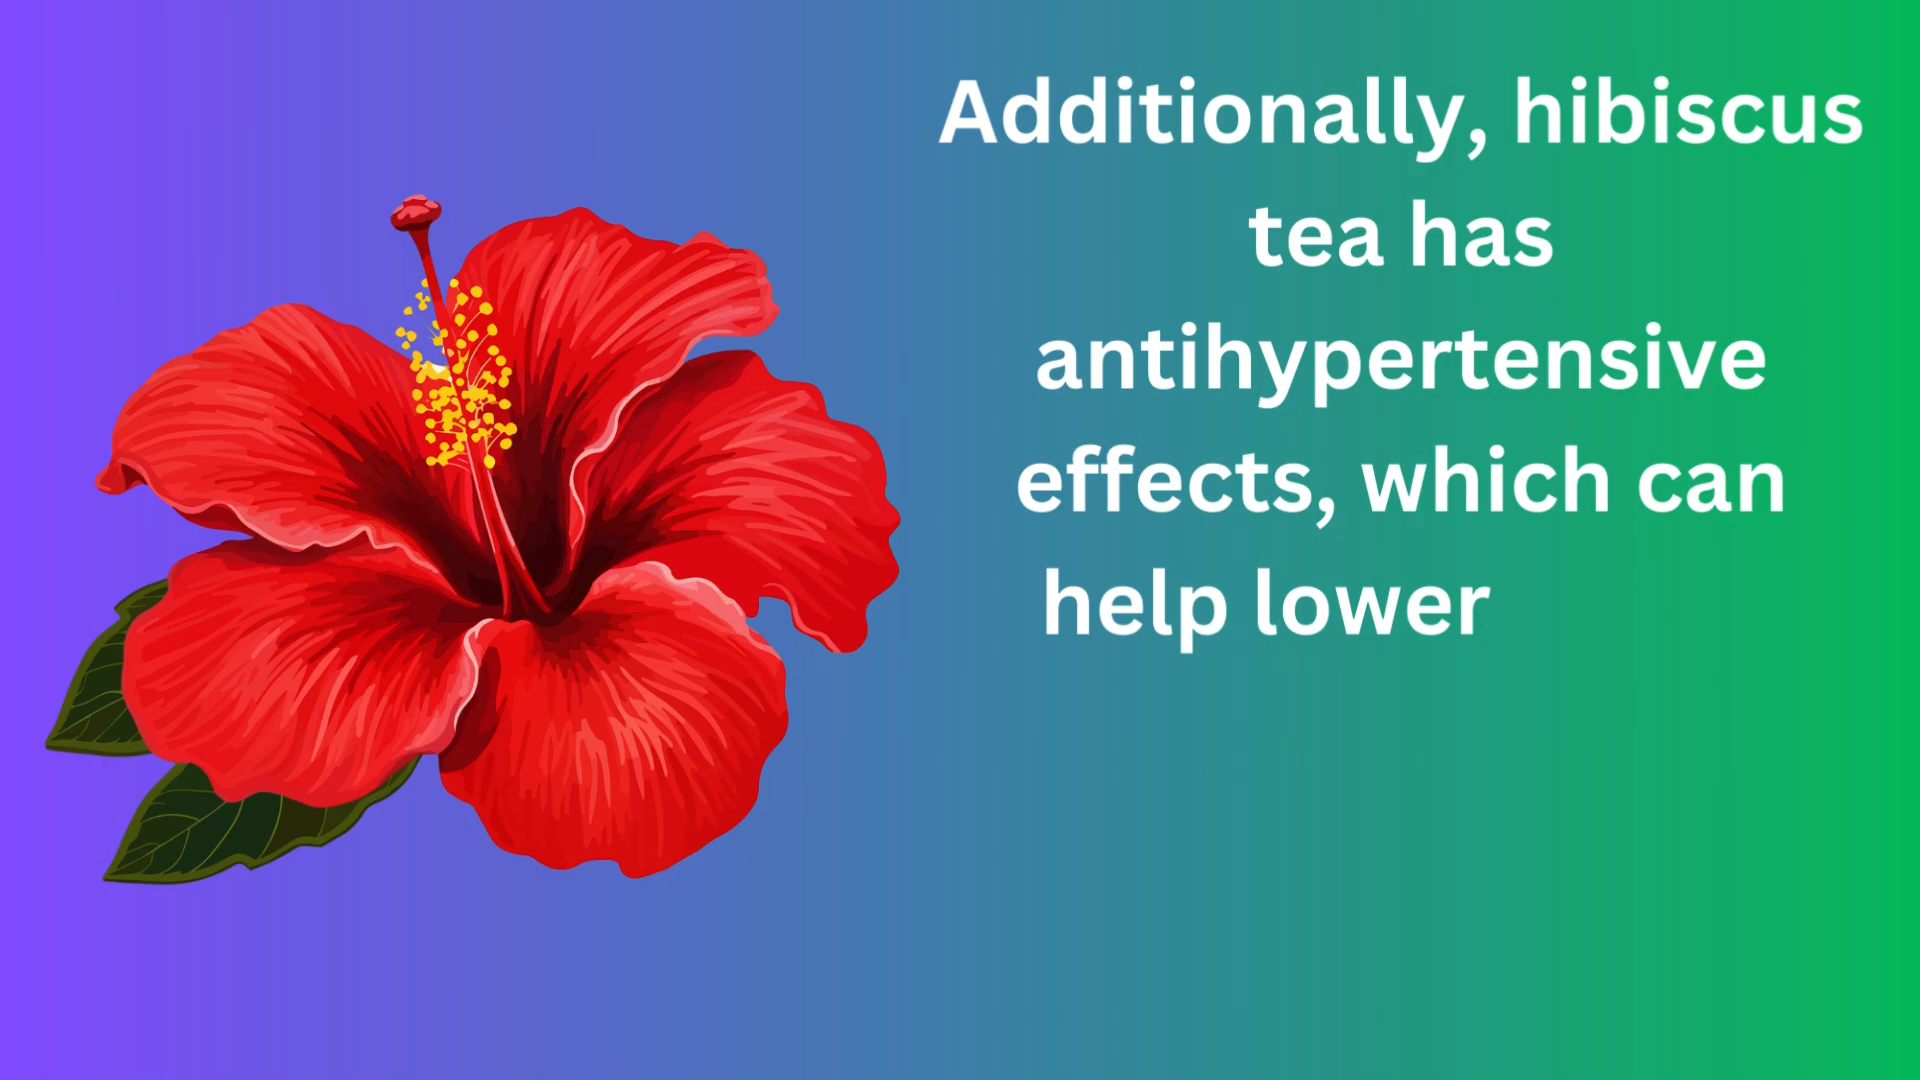 Additionally, hibiscus
tea has
antihypertensive
effects, which can
help lower